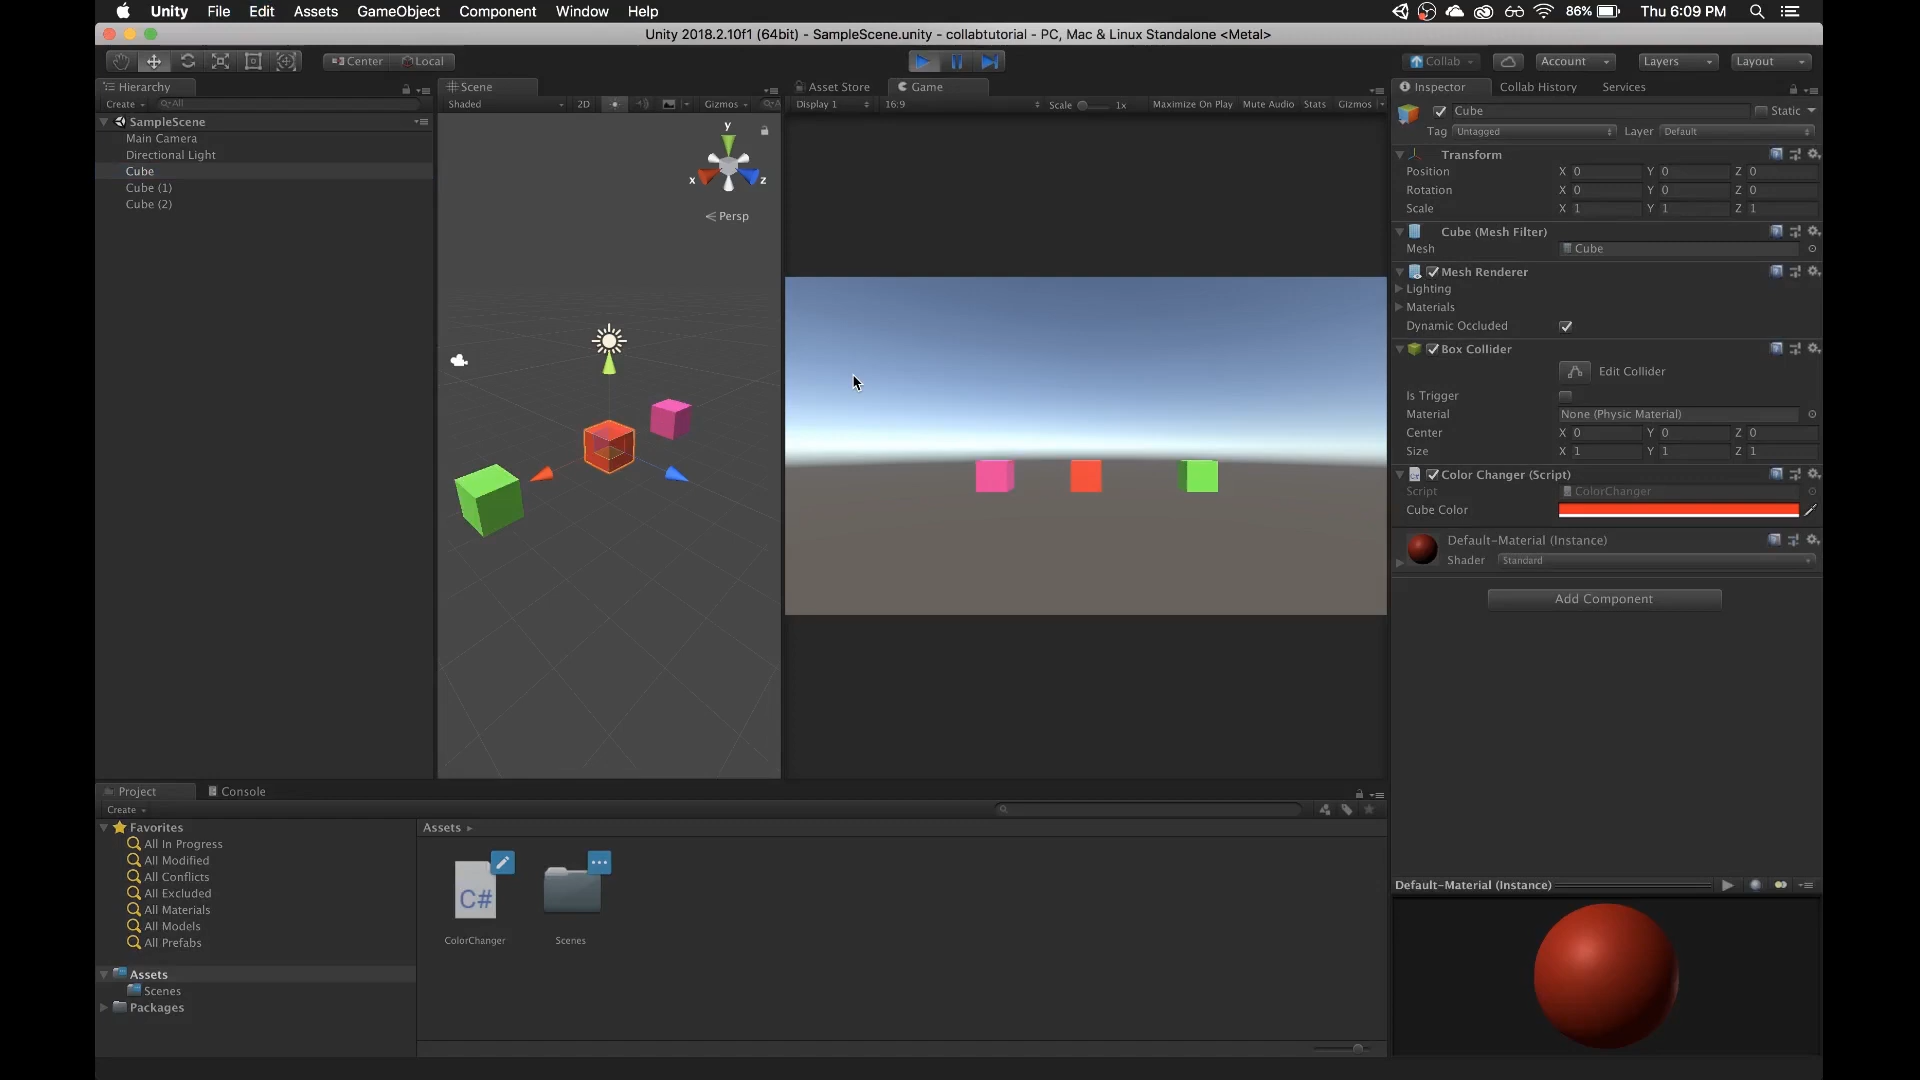 Unity File Edit Assets GameObject Component Window Help 86% Thu 6:09 PM
Unity 2018.2.10f1 (64bit) - SampleScene.unity - collabtutorial - PC, Mac & Linux Standalone <Metal>
Center Local Collab Account Layers Layout
Hierarchy Scene Asset Store Game Inspector Collab History Services
Create All Shaded 2D Gizmos Display 1 16:9 Scale 1x Maximize On Play Mute Audio Stats Gizmos
SampleScene
Main Camera
Directional Light
Cube
Cube (1)
Cube (2)
y
x
z
Persp
Cube Static
Tag Untagged Layer Default
Transform
Position X 0 Y 0 Z 0
Rotation X 0 Y 0 Z 0
Scale X 1 Y 1 Z 1
Cube (Mesh Filter)
Mesh Cube
Mesh Renderer
Lighting
Materials
Dynamic Occluded
Box Collider
Edit Collider
Is Trigger
Material None (Physic Material)
Center X 0 Y 0 Z 0
Size X 1 Y 1 Z 1
Color Changer (Script)
Script ColorChanger
Cube Color
Default-Material (Instance)
Shader Standard
Add Component
Project Console
Create
Favorites
All In Progress
All Modified
All Conflicts
All Excluded
All Materials
All Models
All Prefabs
Assets
Scenes
Packages
Assets
C#
ColorChanger Scenes
Default-Material (Instance)